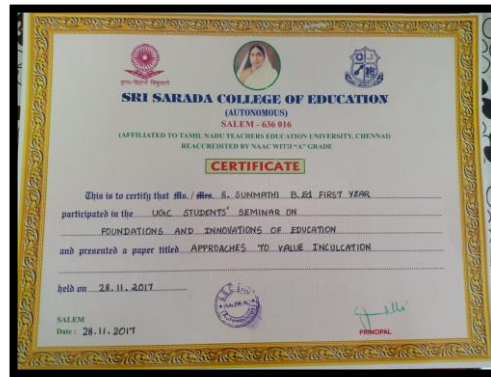 ज्ञान-विज्ञानं विमुक्तये
SRI SARADA COLLEGE OF EDUCATION
(AUTONOMOUS)
SALEM - 636 016
(AFFILIATED TO TAMIL NADU TEACHERS EDUCATION UNIVERSITY, CHENNAI)
REACCREDITED BY NAAC WITH "A" GRADE
CERTIFICATE
This is to certify that Ms. / Mrs. S. SUNMATHI B.Ed FIRST YEAR
participated in the UGC STUDENTS' SEMINAR ON
FOUNDATIONS AND INNOVATIONS OF EDUCATION
and presented a paper titled APPROACHES TO VALUE INCULCATION
held on 28.11.2017
SALEM
Date : 28.11.2017
PRINCIPAL